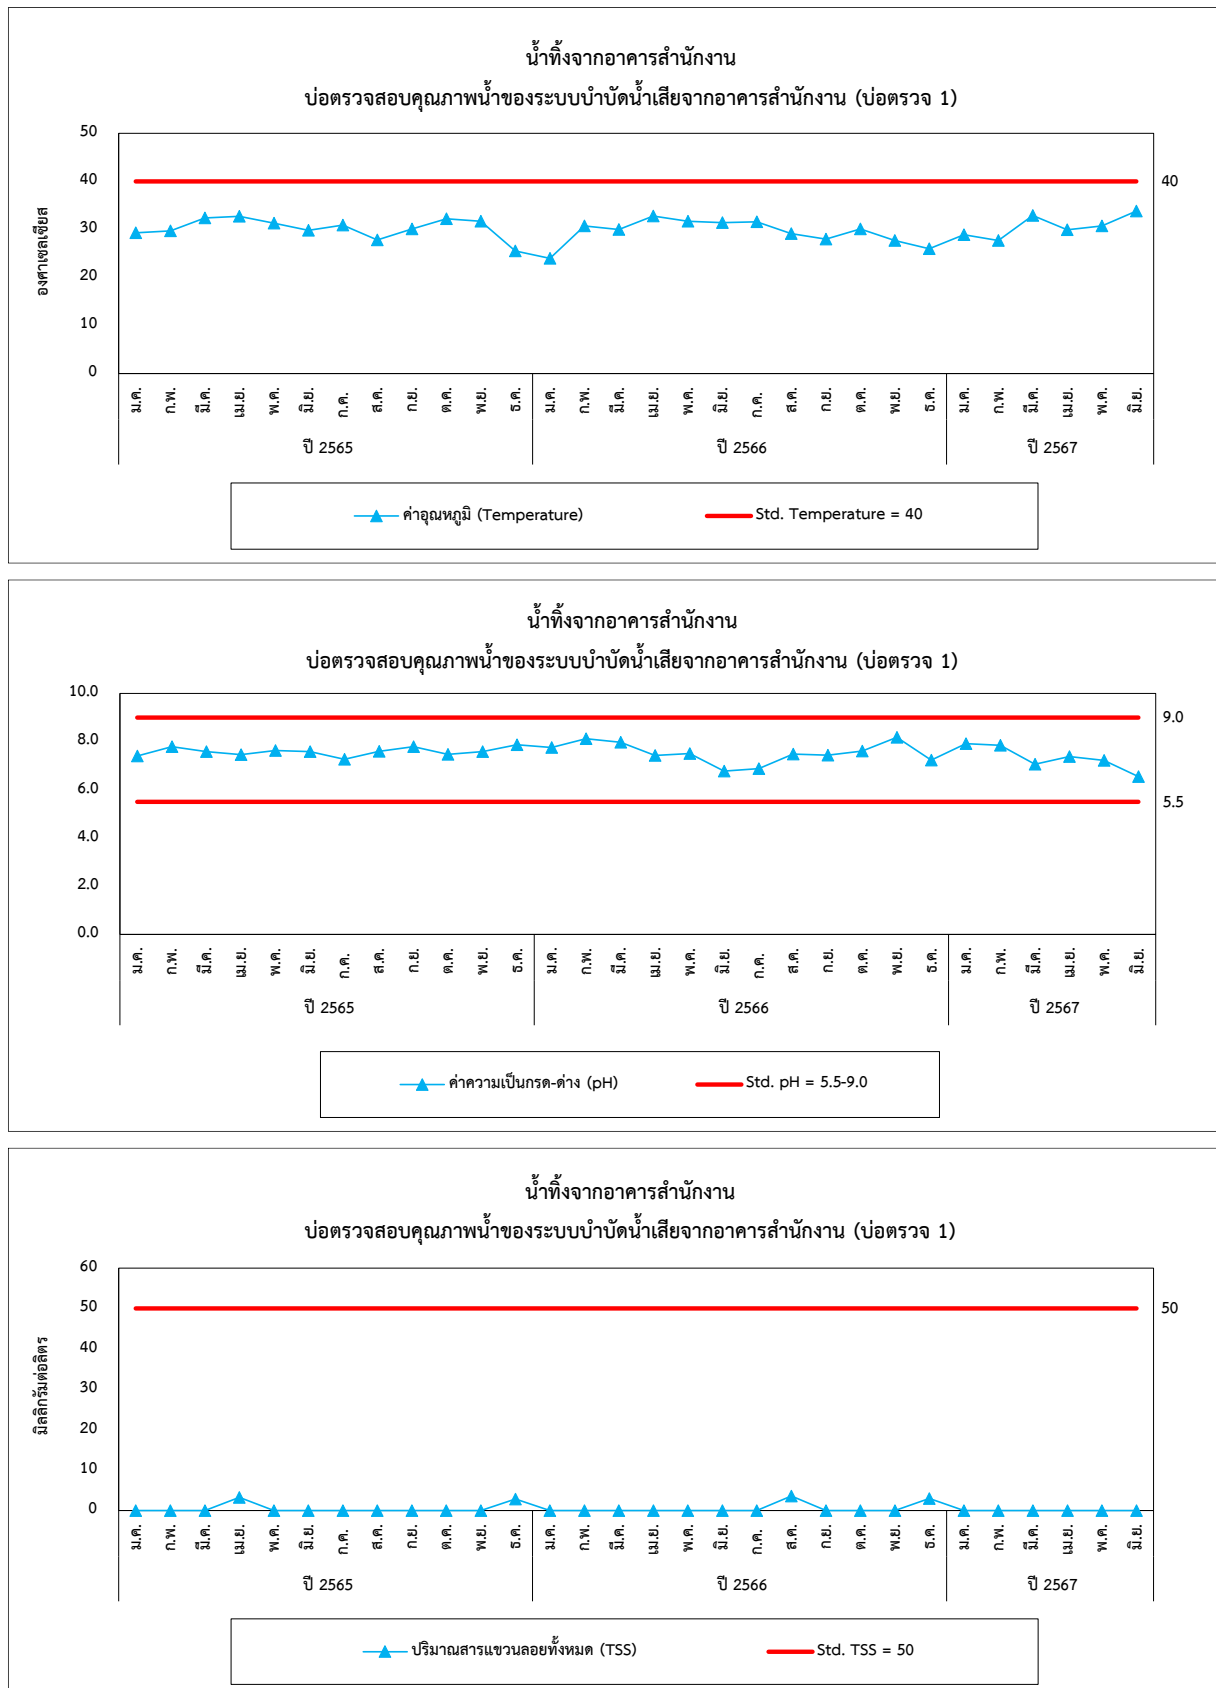 น้ำทิ้งจากอาคารสำนักงาน
บ่อตรวจสอบคุณภาพน้ำของระบบบำบัดน้ำเสียจากอาคารสำนักงาน (บ่อตรวจ 1)
องศาเซลเซียส
50
40
30
20
10
0
40
ม.ค. ก.พ. มี.ค. เม.ย. พ.ค. มิ.ย. ก.ค. ส.ค. ก.ย. ต.ค. พ.ย. ธ.ค. ม.ค. ก.พ. มี.ค. เม.ย. พ.ค. มิ.ย. ก.ค. ส.ค. ก.ย. ต.ค. พ.ย. ธ.ค. ม.ค. ก.พ. มี.ค. เม.ย. พ.ค. มิ.ย.
ปี 2565 ปี 2566 ปี 2567
ค่าอุณหภูมิ (Temperature) Std. Temperature = 40
น้ำทิ้งจากอาคารสำนักงาน
บ่อตรวจสอบคุณภาพน้ำของระบบบำบัดน้ำเสียจากอาคารสำนักงาน (บ่อตรวจ 1)
10.0
8.0
6.0
4.0
2.0
0.0
9.0
5.5
ม.ค. ก.พ. มี.ค. เม.ย. พ.ค. มิ.ย. ก.ค. ส.ค. ก.ย. ต.ค. พ.ย. ธ.ค. ม.ค. ก.พ. มี.ค. เม.ย. พ.ค. มิ.ย. ก.ค. ส.ค. ก.ย. ต.ค. พ.ย. ธ.ค. ม.ค. ก.พ. มี.ค. เม.ย. พ.ค. มิ.ย.
ปี 2565 ปี 2566 ปี 2567
ค่าความเป็นกรด-ด่าง (pH) Std. pH = 5.5-9.0
น้ำทิ้งจากอาคารสำนักงาน
บ่อตรวจสอบคุณภาพน้ำของระบบบำบัดน้ำเสียจากอาคารสำนักงาน (บ่อตรวจ 1)
มิลลิกรัมต่อลิตร
60
50
40
30
20
10
0
50
ม.ค. ก.พ. มี.ค. เม.ย. พ.ค. มิ.ย. ก.ค. ส.ค. ก.ย. ต.ค. พ.ย. ธ.ค. ม.ค. ก.พ. มี.ค. เม.ย. พ.ค. มิ.ย. ก.ค. ส.ค. ก.ย. ต.ค. พ.ย. ธ.ค. ม.ค. ก.พ. มี.ค. เม.ย. พ.ค. มิ.ย.
ปี 2565 ปี 2566 ปี 2567
ปริมาณสารแขวนลอยทั้งหมด (TSS) Std. TSS = 50